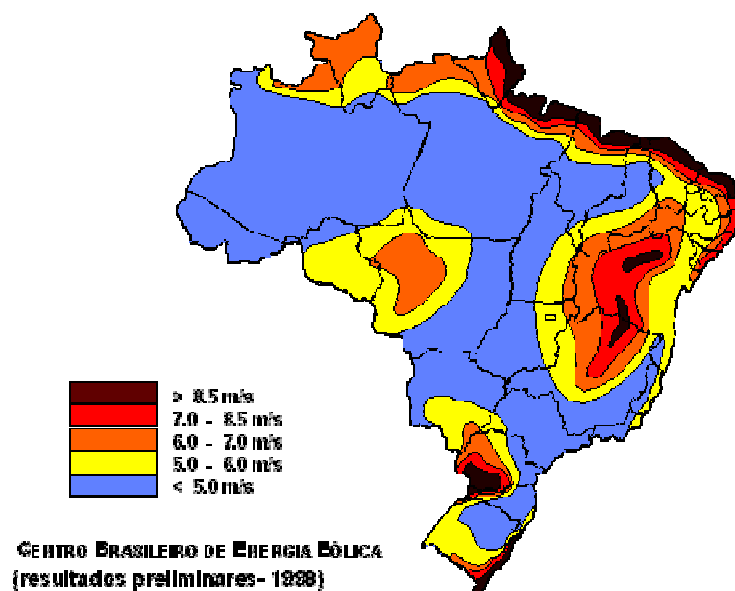 > 8.5 m/s
7.0 - 8.5 m/s
6.0 - 7.0 m/s
5.0 - 6.0 m/s
< 5.0 m/s
CENTRO BRASILEIRO DE ENERGIA EÓLICA
(resultados preliminares- 1998)